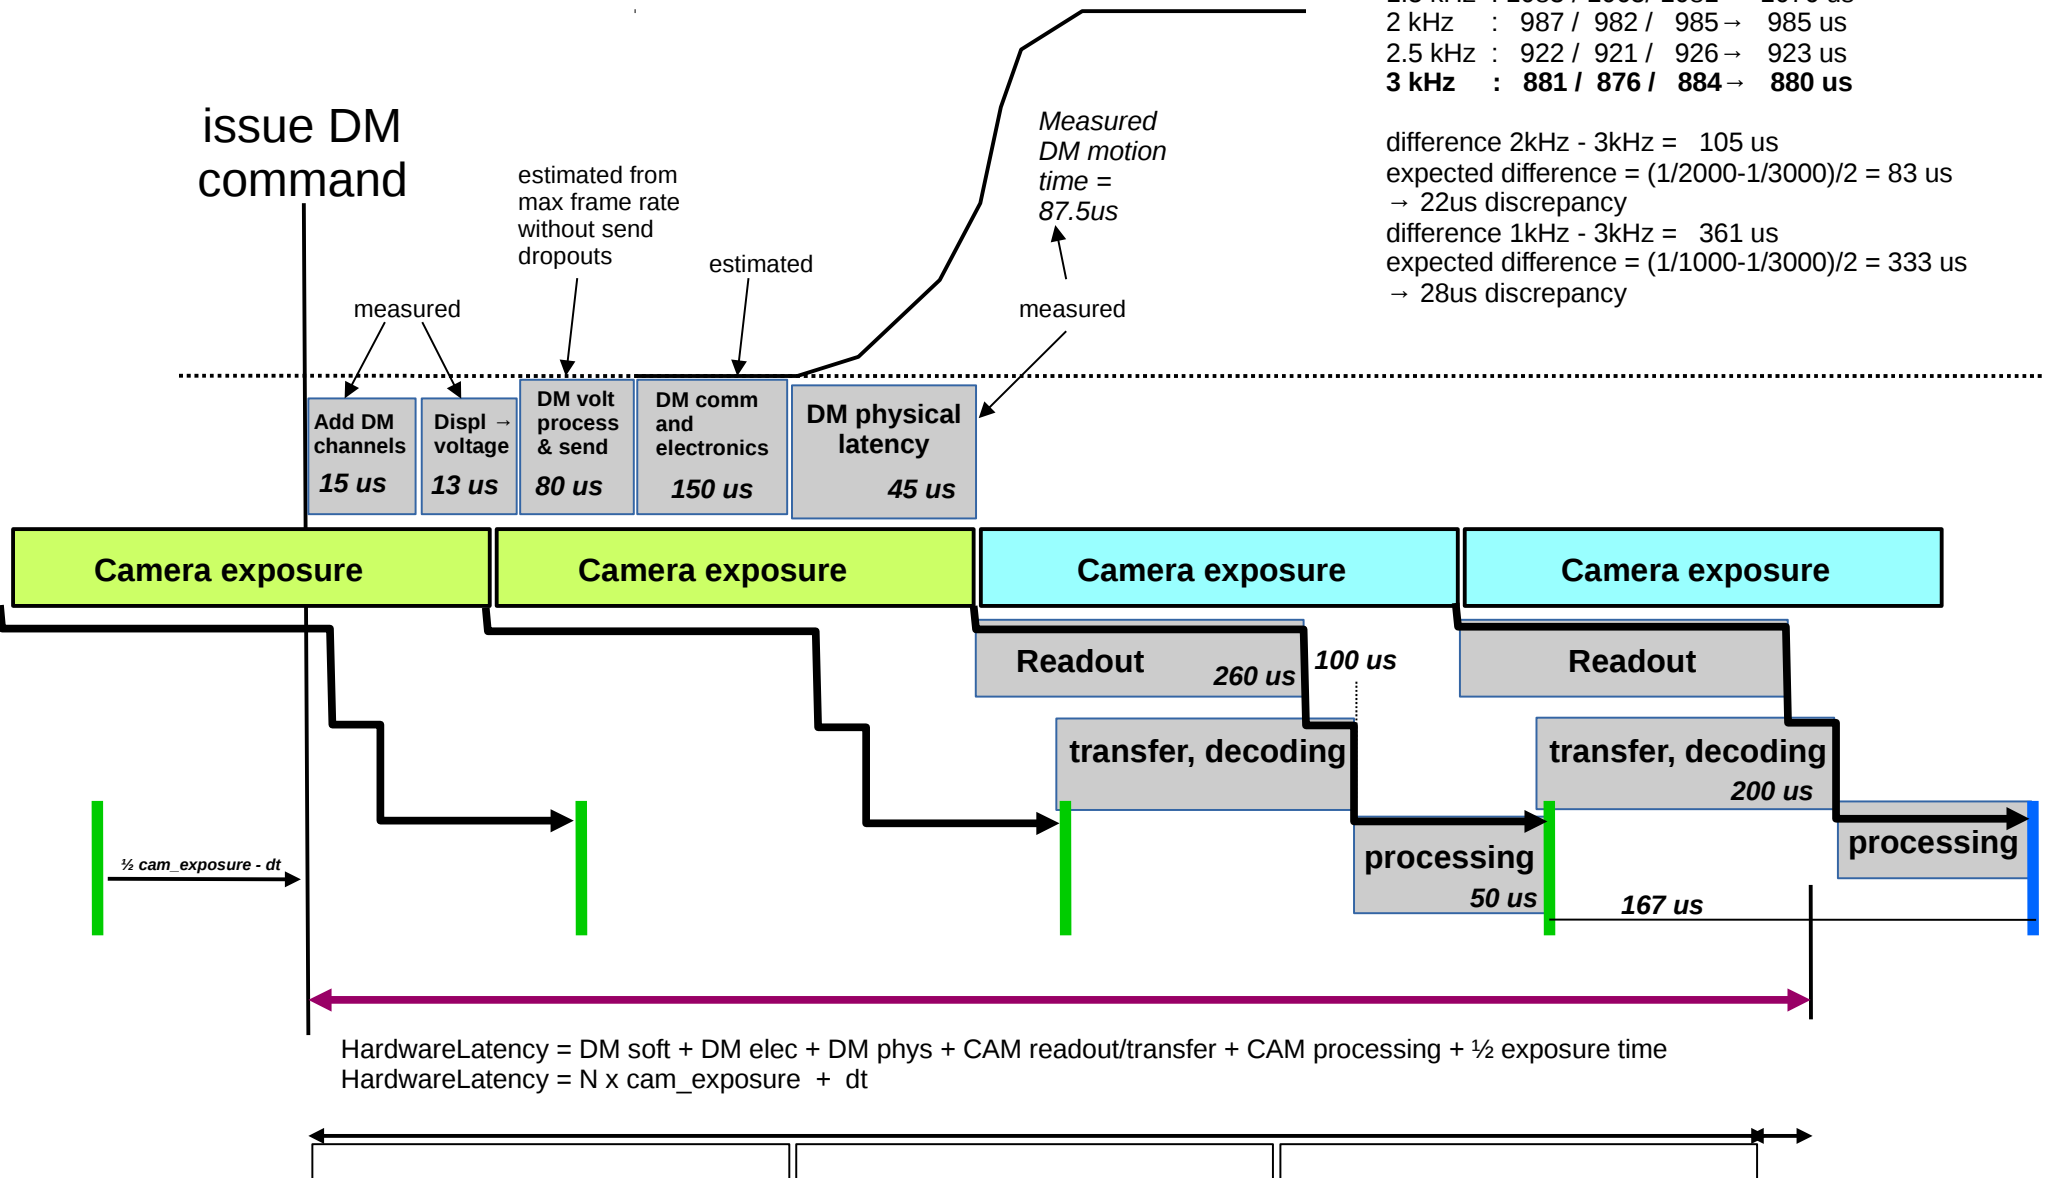 2 kHz : 987 / 982 / 985→ 985 us
2.5 kHz : 922 / 921 / 926→ 923 us
3 kHz : 881 / 876 / 884→ 880 us
difference 2kHz - 3kHz = 105 us
expected difference = (1/2000-1/3000)/2 = 83 us
→ 22us discrepancy
difference 1kHz - 3kHz = 361 us
expected difference = (1/1000-1/3000)/2 = 333 us
→ 28us discrepancy
issue DM
command
Measured
DM motion
time =
87.5us
estimated from
max frame rate
without send
dropouts
estimated
measured
measured
Add DM
channels
15 us
Displ →
voltage
13 us
DM volt
process
& send
80 us
DM comm
and
electronics
150 us
DM physical
latency
45 us
Camera exposure
Camera exposure
Camera exposure
Camera exposure
Readout
260 us
100 us
Readout
transfer, decoding
transfer, decoding
200 us
processing
50 us
processing
½ cam_exposure - dt
167 us
HardwareLatency = DM soft + DM elec + DM phys + CAM readout/transfer + CAM processing + ½ exposure time
HardwareLatency = N x cam_exposure + dt